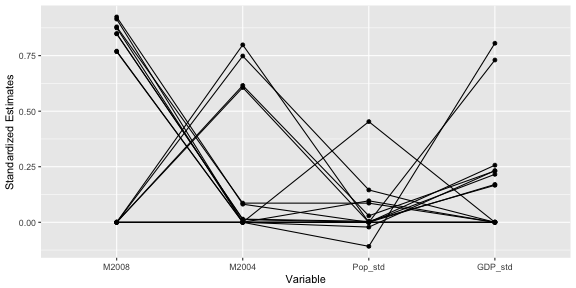 Standardized Estimates
0.75
0.50
0.25
0.00
M2008 M2004 Pop_std GDP_std
Variable